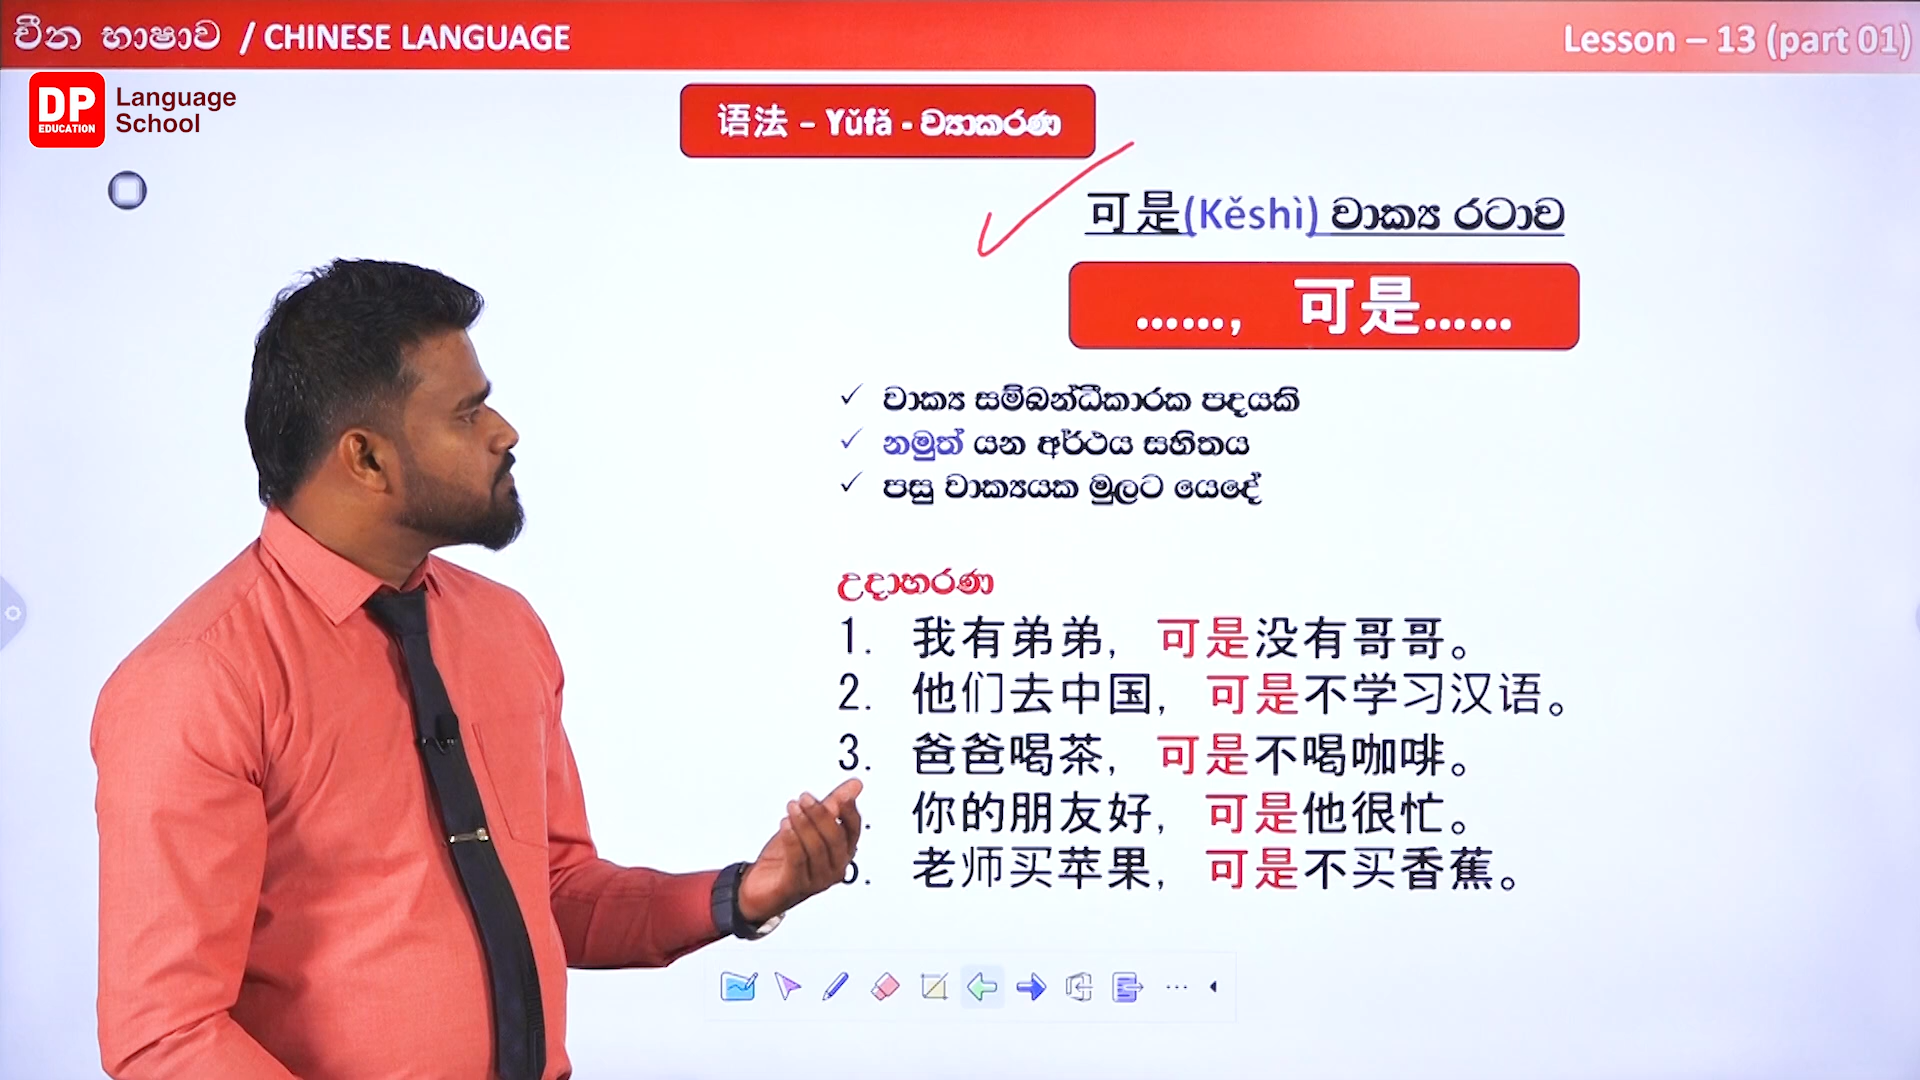 චීන භාෂාව / CHINESE LANGUAGE
Lesson – 13 (part 01)
DP EDUCATION
Language School
语法 – Yǔfǎ - ව්‍යාකරණ
可是(Kěshì) වාක්‍ය රටාව
……， 可是……
✓ වාක්‍ය සම්බන්ධීකාරක පදයකි
✓ නමුත් යන අර්ථය සහිතය
✓ පසු වාක්‍යයක මුලට යෙදේ
උදාහරණ
1. 我有弟弟, 可是没有哥哥。
2. 他们去中国, 可是不学习汉语。
3. 爸爸喝茶, 可是不喝咖啡。
. 你的朋友好, 可是他很忙。
. 老师买苹果, 可是不买香蕉。